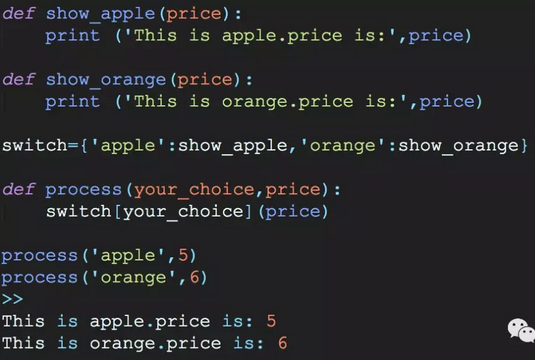 def show_apple(price):
    print ('This is apple.price is:',price)
def show_orange(price):
    print ('This is orange.price is:',price)
switch={'apple':show_apple,'orange':show_orange}
def process(your_choice,price):
    switch[your_choice](price)
process('apple',5)
process('orange',6)
>>
This is apple.price is: 5
This is orange.price is: 6